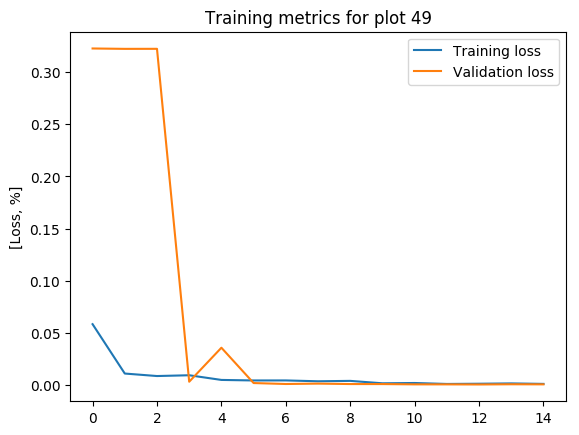 Training metrics for plot 49
Training loss
Validation loss
[Loss, %]
0.30
0.25
0.20
0.15
0.10
0.05
0.00
0 2 4 6 8 10 12 14